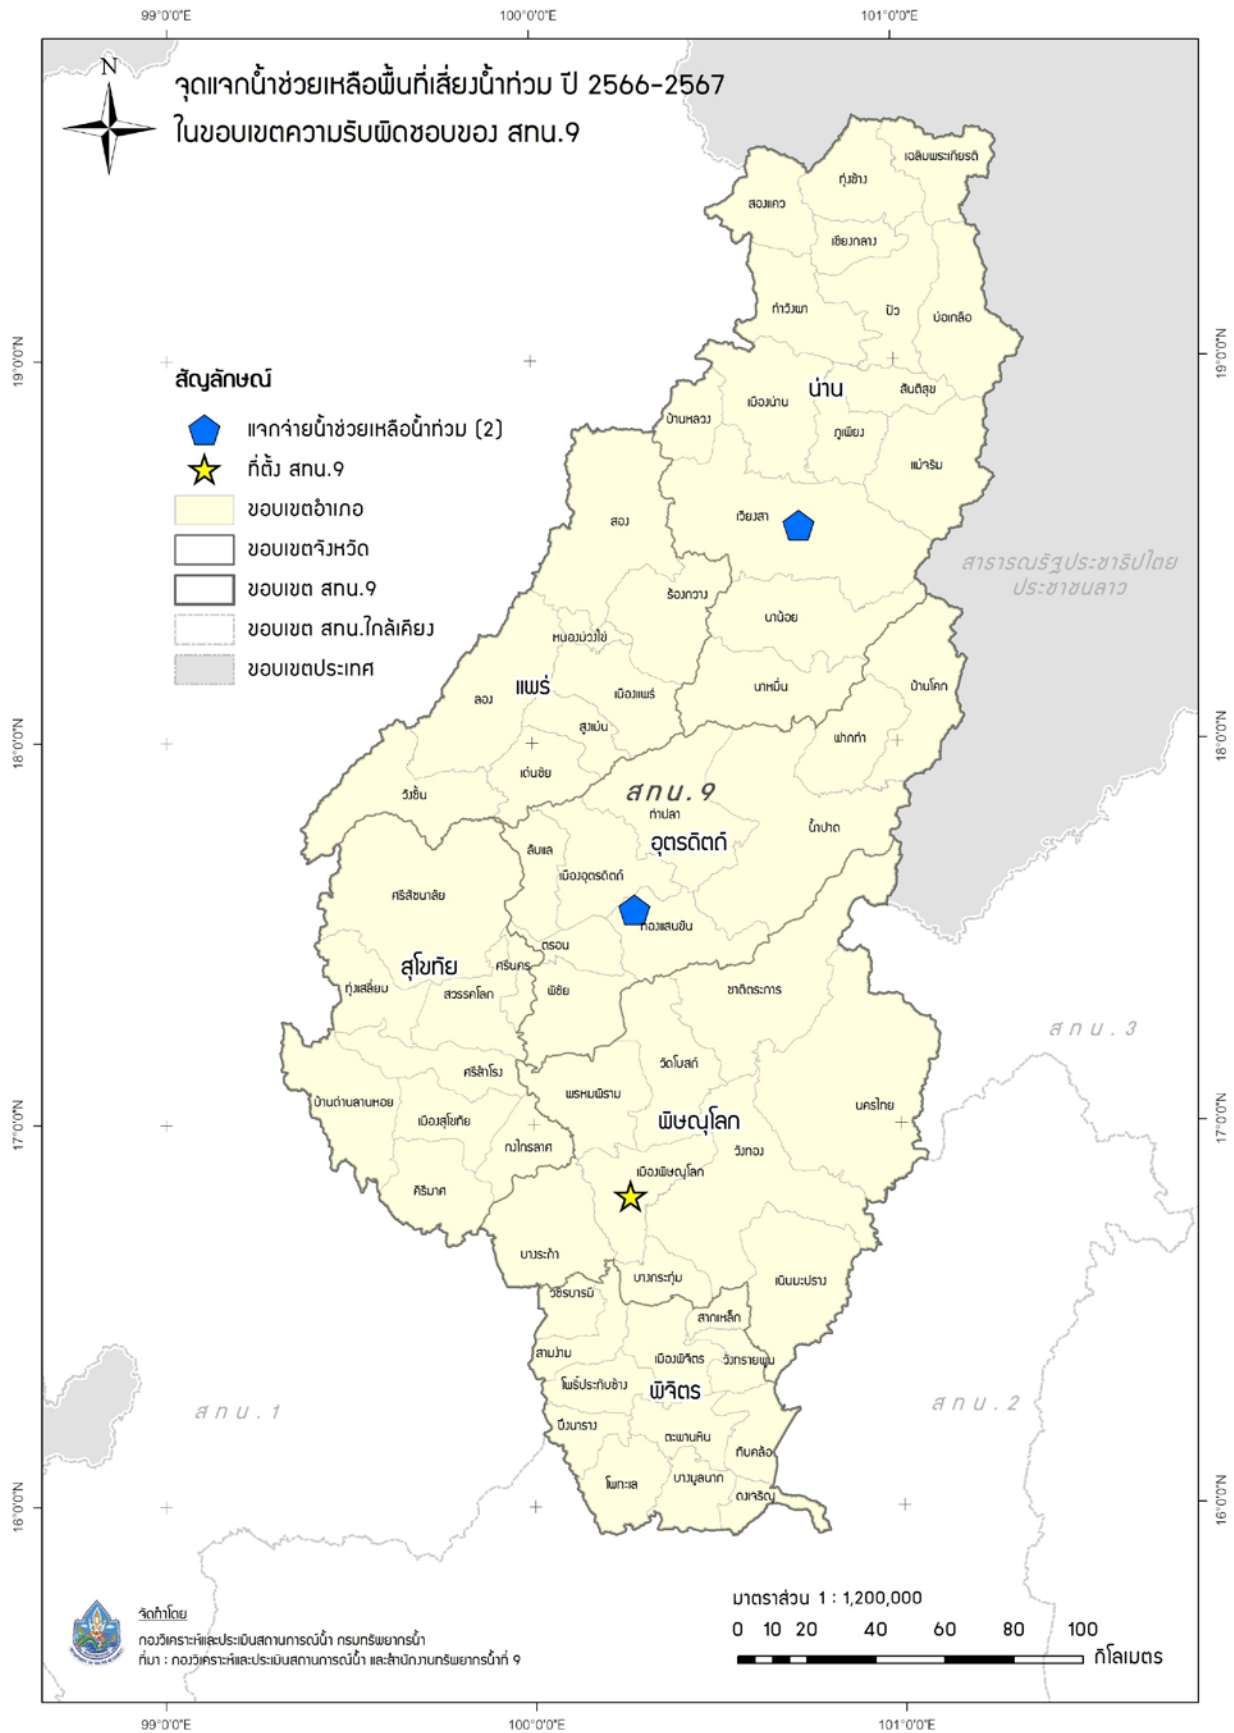 99°0'0"E 100°0'0"E 101°0'0"E
N
จุดแจกน้ำช่วยเหลือพื้นที่เสี่ยงน้ำท่วม ปี 2566-2567
ในขอบเขตความรับผิดชอบของ สทน.9
เฉลิมพระเกียรติ
ทุ่งช้าง
สองแคว
เชียงกลาง
ท่าวังผา
ปัว
บ่อเกลือ
19°0'0"N
19°0'0"N
สัญลักษณ์
แจกจ่ายน้ำช่วยเหลือน้ำท่วม (2)
ที่ตั้ง สทน.9
ขอบเขตอำเภอ
ขอบเขตจังหวัด
ขอบเขต สทน.9
ขอบเขต สทน.ใกล้เคียง
ขอบเขตประเทศ
น่าน
สันติสุข
เมืองน่าน
บ้านหลวง
ภูเพียง
แม่จริม
เวียงสา
สอง
สารารณรัฐประชาธิปไตย
ประชาชนลาว
ร้องกวาง
นาน้อย
หนองม่วงไข่
แพร่
นาหมื่น
บ้านโคก
เมืองแพร่
ลอง
สูงเม่น
18°0'0"N
ฟากท่า
18°0'0"N
เด่นชัย
วังชิ้น
สทน.9
ท่าปลา
น้ำปาด
อุตรดิตถ์
ลับแล
เมืองอุตรดิตถ์
ศรีสัชนาลัย
ทองแสนขัน
ตรอน
สุโขทัย
ศรีนคร
ทุ่งเสลี่ยม
สวรรคโลก
พิชัย
ชาติตระการ
สทน.3
วัดโบสถ์
ศรีสำโรง
พรหมพิราม
บ้านด่านลานหอย
นครไทย
17°0'0"N
เมืองสุโขทัย
พิษณุโลก
17°0'0"N
กงไกรลาศ
วังทอง
เมืองพิษณุโลก
คีรีมาศ
บางระกำ
บางกระทุ่ม
เนินมะปราง
วชิรบารมี
สากเหล็ก
สามง่าม
เมืองพิจิตร
วังทรายพูน
โพธิ์ประทับช้าง
พิจิตร
สทน.1
สทน.2
บึงนาราง
ตะพานหิน
ทับคล้อ
โพทะเล
บางมูลนาก
ดงเจริญ
16°0'0"N
16°0'0"N
มาตราส่วน 1 : 1,200,000
0 10 20 40 60 80 100
กิโลเมตร
จัดทำโดย
กองวิเคราะห์และประเมินสถานการณ์น้ำ กรมทรัพยากรน้ำ
ที่มา : กองวิเคราะห์และประเมินสถานการณ์น้ำ และสำนักงานทรัพยากรน้ำที่ 9
99°0'0"E 100°0'0"E 101°0'0"E